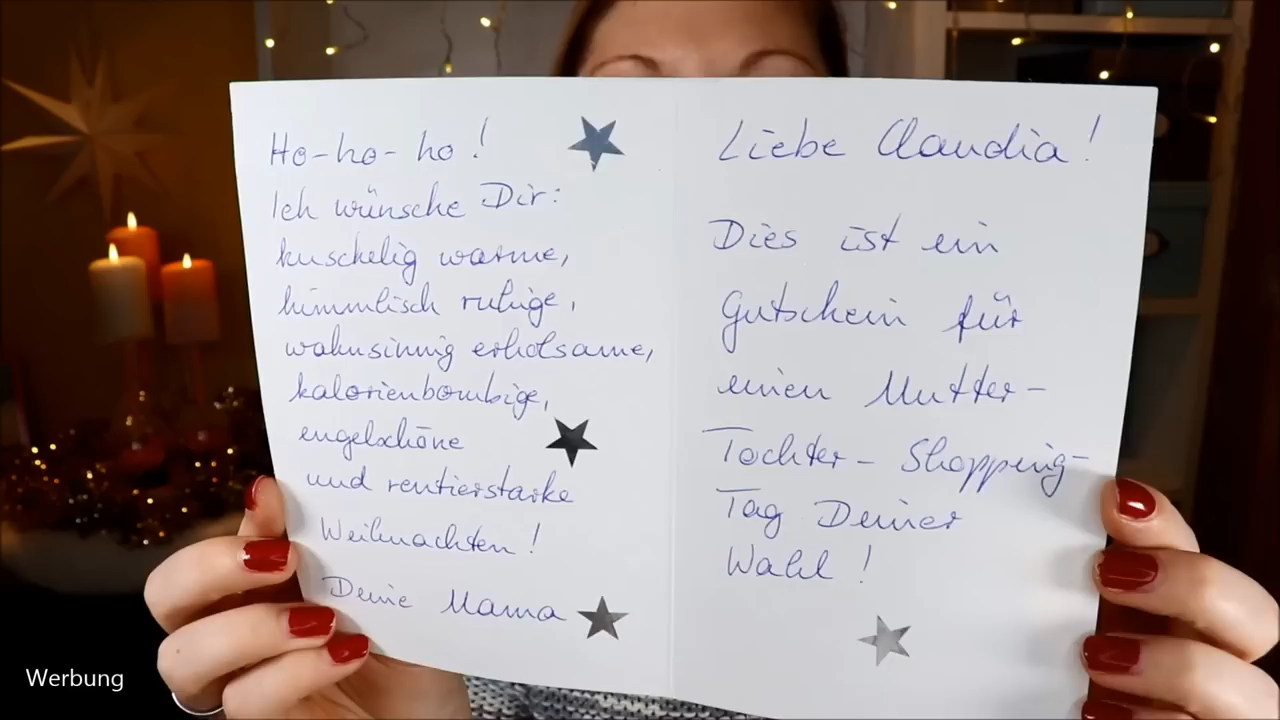 Ho-ho-ho!
Ich wünsche Dir:
kuschelig warme,
himmlisch ruhige,
wahnsinnig erholsame,
kalorienbombige,
engelschöne
und rentierstarke
Weihnachten!
Deine Mama
Liebe Claudia!
Dies ist ein
Gutschein für
einen Mutter-
Tochter-Shopping-
Tag Deiner
Wahl!
Werbung